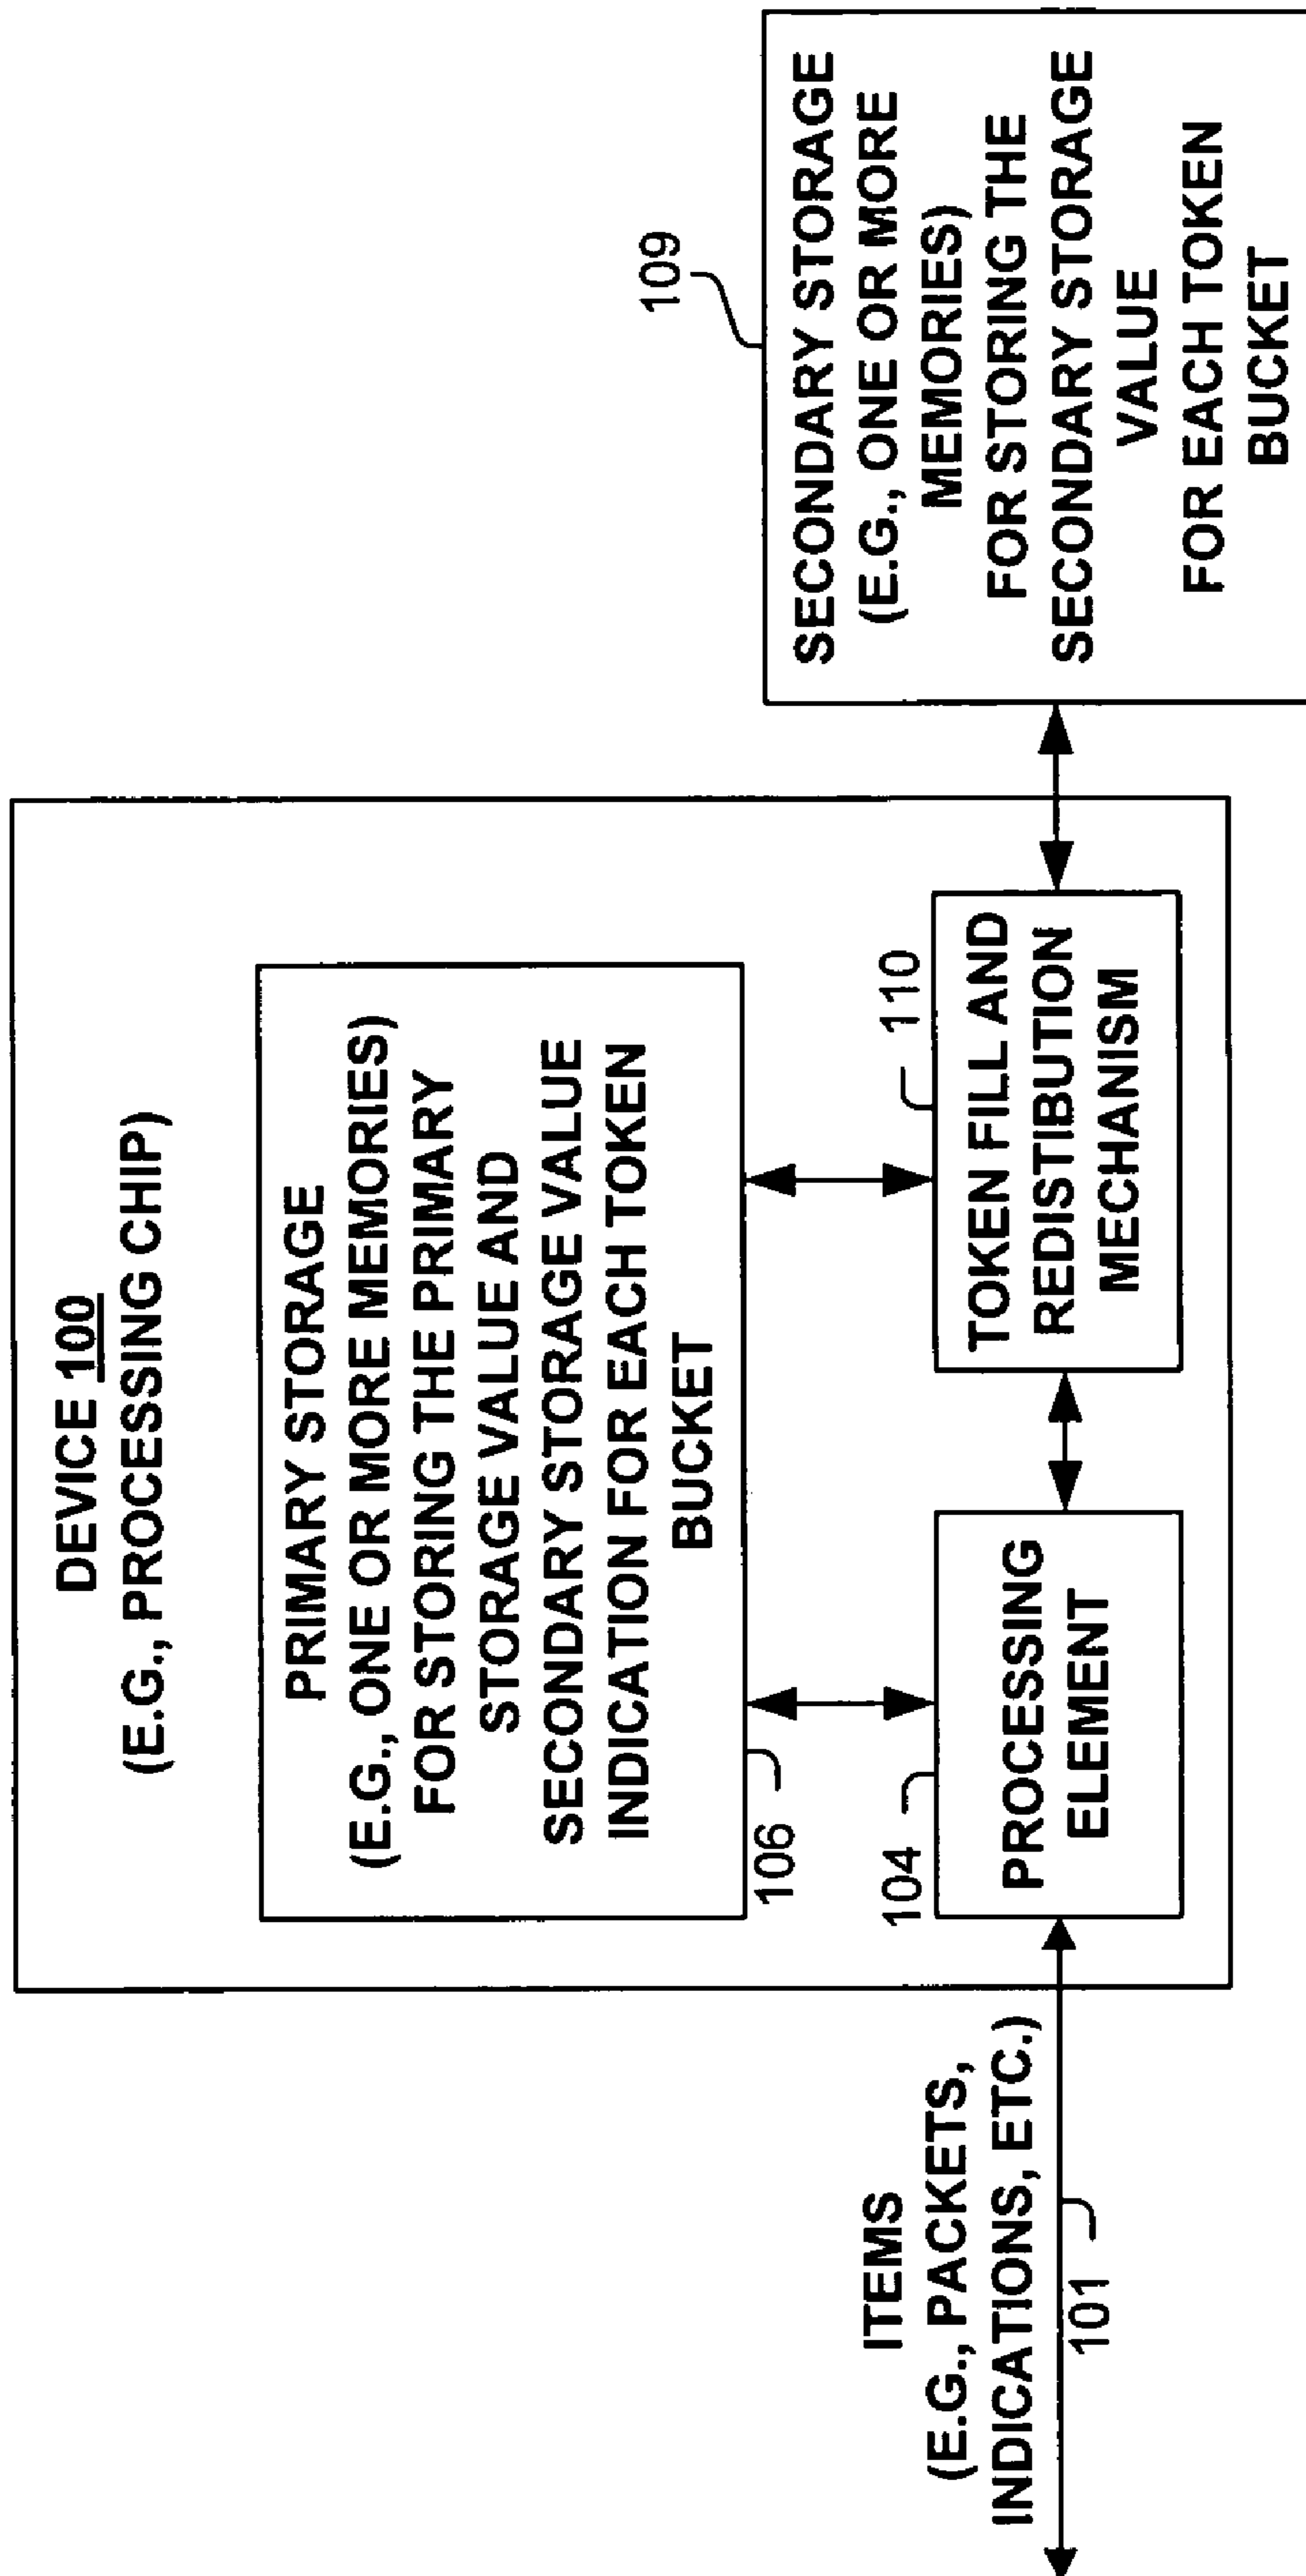 DEVICE 100
(E.G., PROCESSING CHIP)
PRIMARY STORAGE
(E.G., ONE OR MORE MEMORIES)
FOR STORING THE PRIMARY
STORAGE VALUE AND
SECONDARY STORAGE VALUE
INDICATION FOR EACH TOKEN
BUCKET
106
104
PROCESSING
ELEMENT
110
TOKEN FILL AND
REDISTIBUTION
MECHANISM
ITEMS
(E.G., PACKETS,
INDICATIONS, ETC.)
101
109
SECONDARY STORAGE
(E.G., ONE OR MORE
MEMORIES)
FOR STORING THE
SECONDARY STORAGE
VALUE
FOR EACH TOKEN
BUCKET